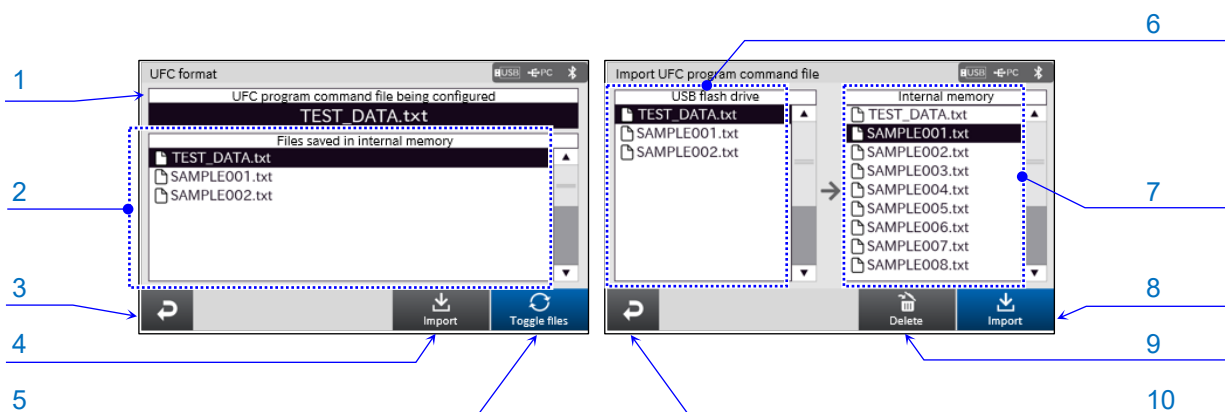 6
UFC format
USB PC
1
UFC program command file being configured
TEST_DATA.txt
Files saved in internal memory
TEST_DATA.txt
SAMPLE001.txt
SAMPLE002.txt
2
3
Import
Toggle files
4
5
Import UFC program command file
USB PC
USB flash drive
TEST_DATA.txt
SAMPLE001.txt
SAMPLE002.txt
Internal memory
TEST_DATA.txt
SAMPLE001.txt
SAMPLE002.txt
SAMPLE003.txt
SAMPLE004.txt
SAMPLE005.txt
SAMPLE006.txt
SAMPLE007.txt
SAMPLE008.txt
7
Delete
Import
8
9
10